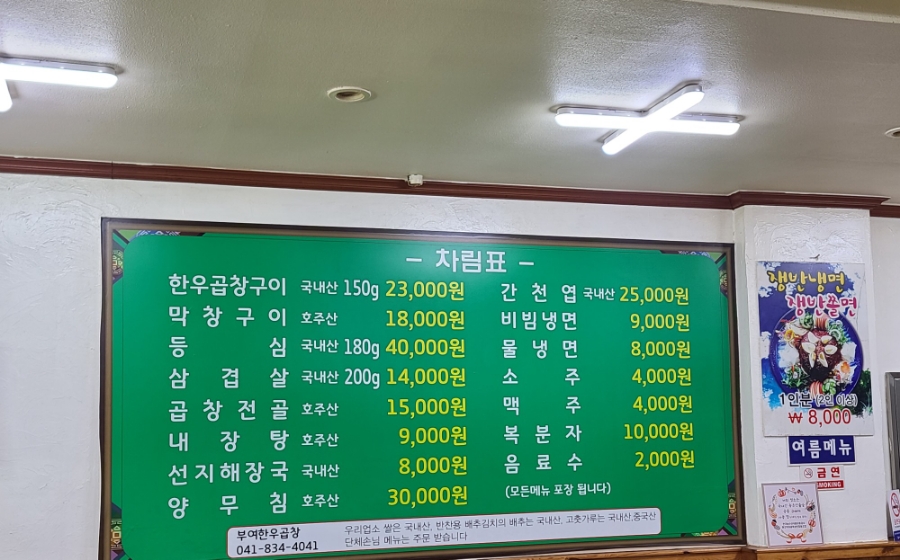 – 차림표 –
한우곱창구이 국내산 150g 23,000원
막창구이 호주산 18,000원
등심 국내산 180g 40,000원
삼겹살 국내산 200g 14,000원
곱창전골 호주산 15,000원
내장탕 호주산 9,000원
선지해장국 국내산 8,000원
양무침 호주산 30,000원
간천엽 국내산 25,000원
비빔냉면 9,000원
물냉면 8,000원
소주 4,000원
맥주 4,000원
복분자 10,000원
음료수 2,000원
(모든메뉴 포장 됩니다)
부여한우곱창
041-834-4041
우리업소 쌀은 국내산, 반찬용 배추김치의 배추는 국내산, 고춧가루는 국내산,중국산
단체손님 메뉴는 주문 받습니다
쟁반냉면
쟁반쫄면
1인분 (2인 이상)
₩ 8,000
여름메뉴
금연
SMOKING